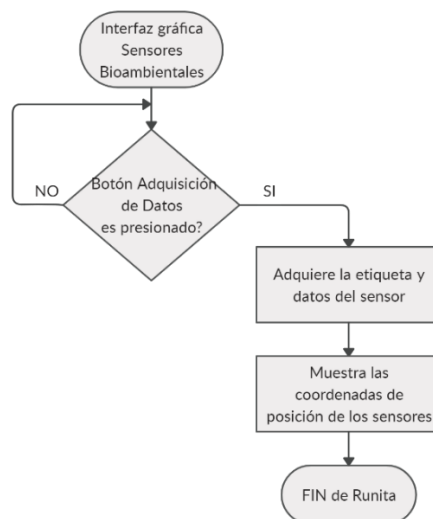 Interfaz gráfica
Sensores
Bioambientales
NO
Botón Adquisición
de Datos
es presionado?
SI
Adquiere la etiqueta y
datos del sensor
Muestra las
coordenadas de
posición de los sensores
FIN de Runita